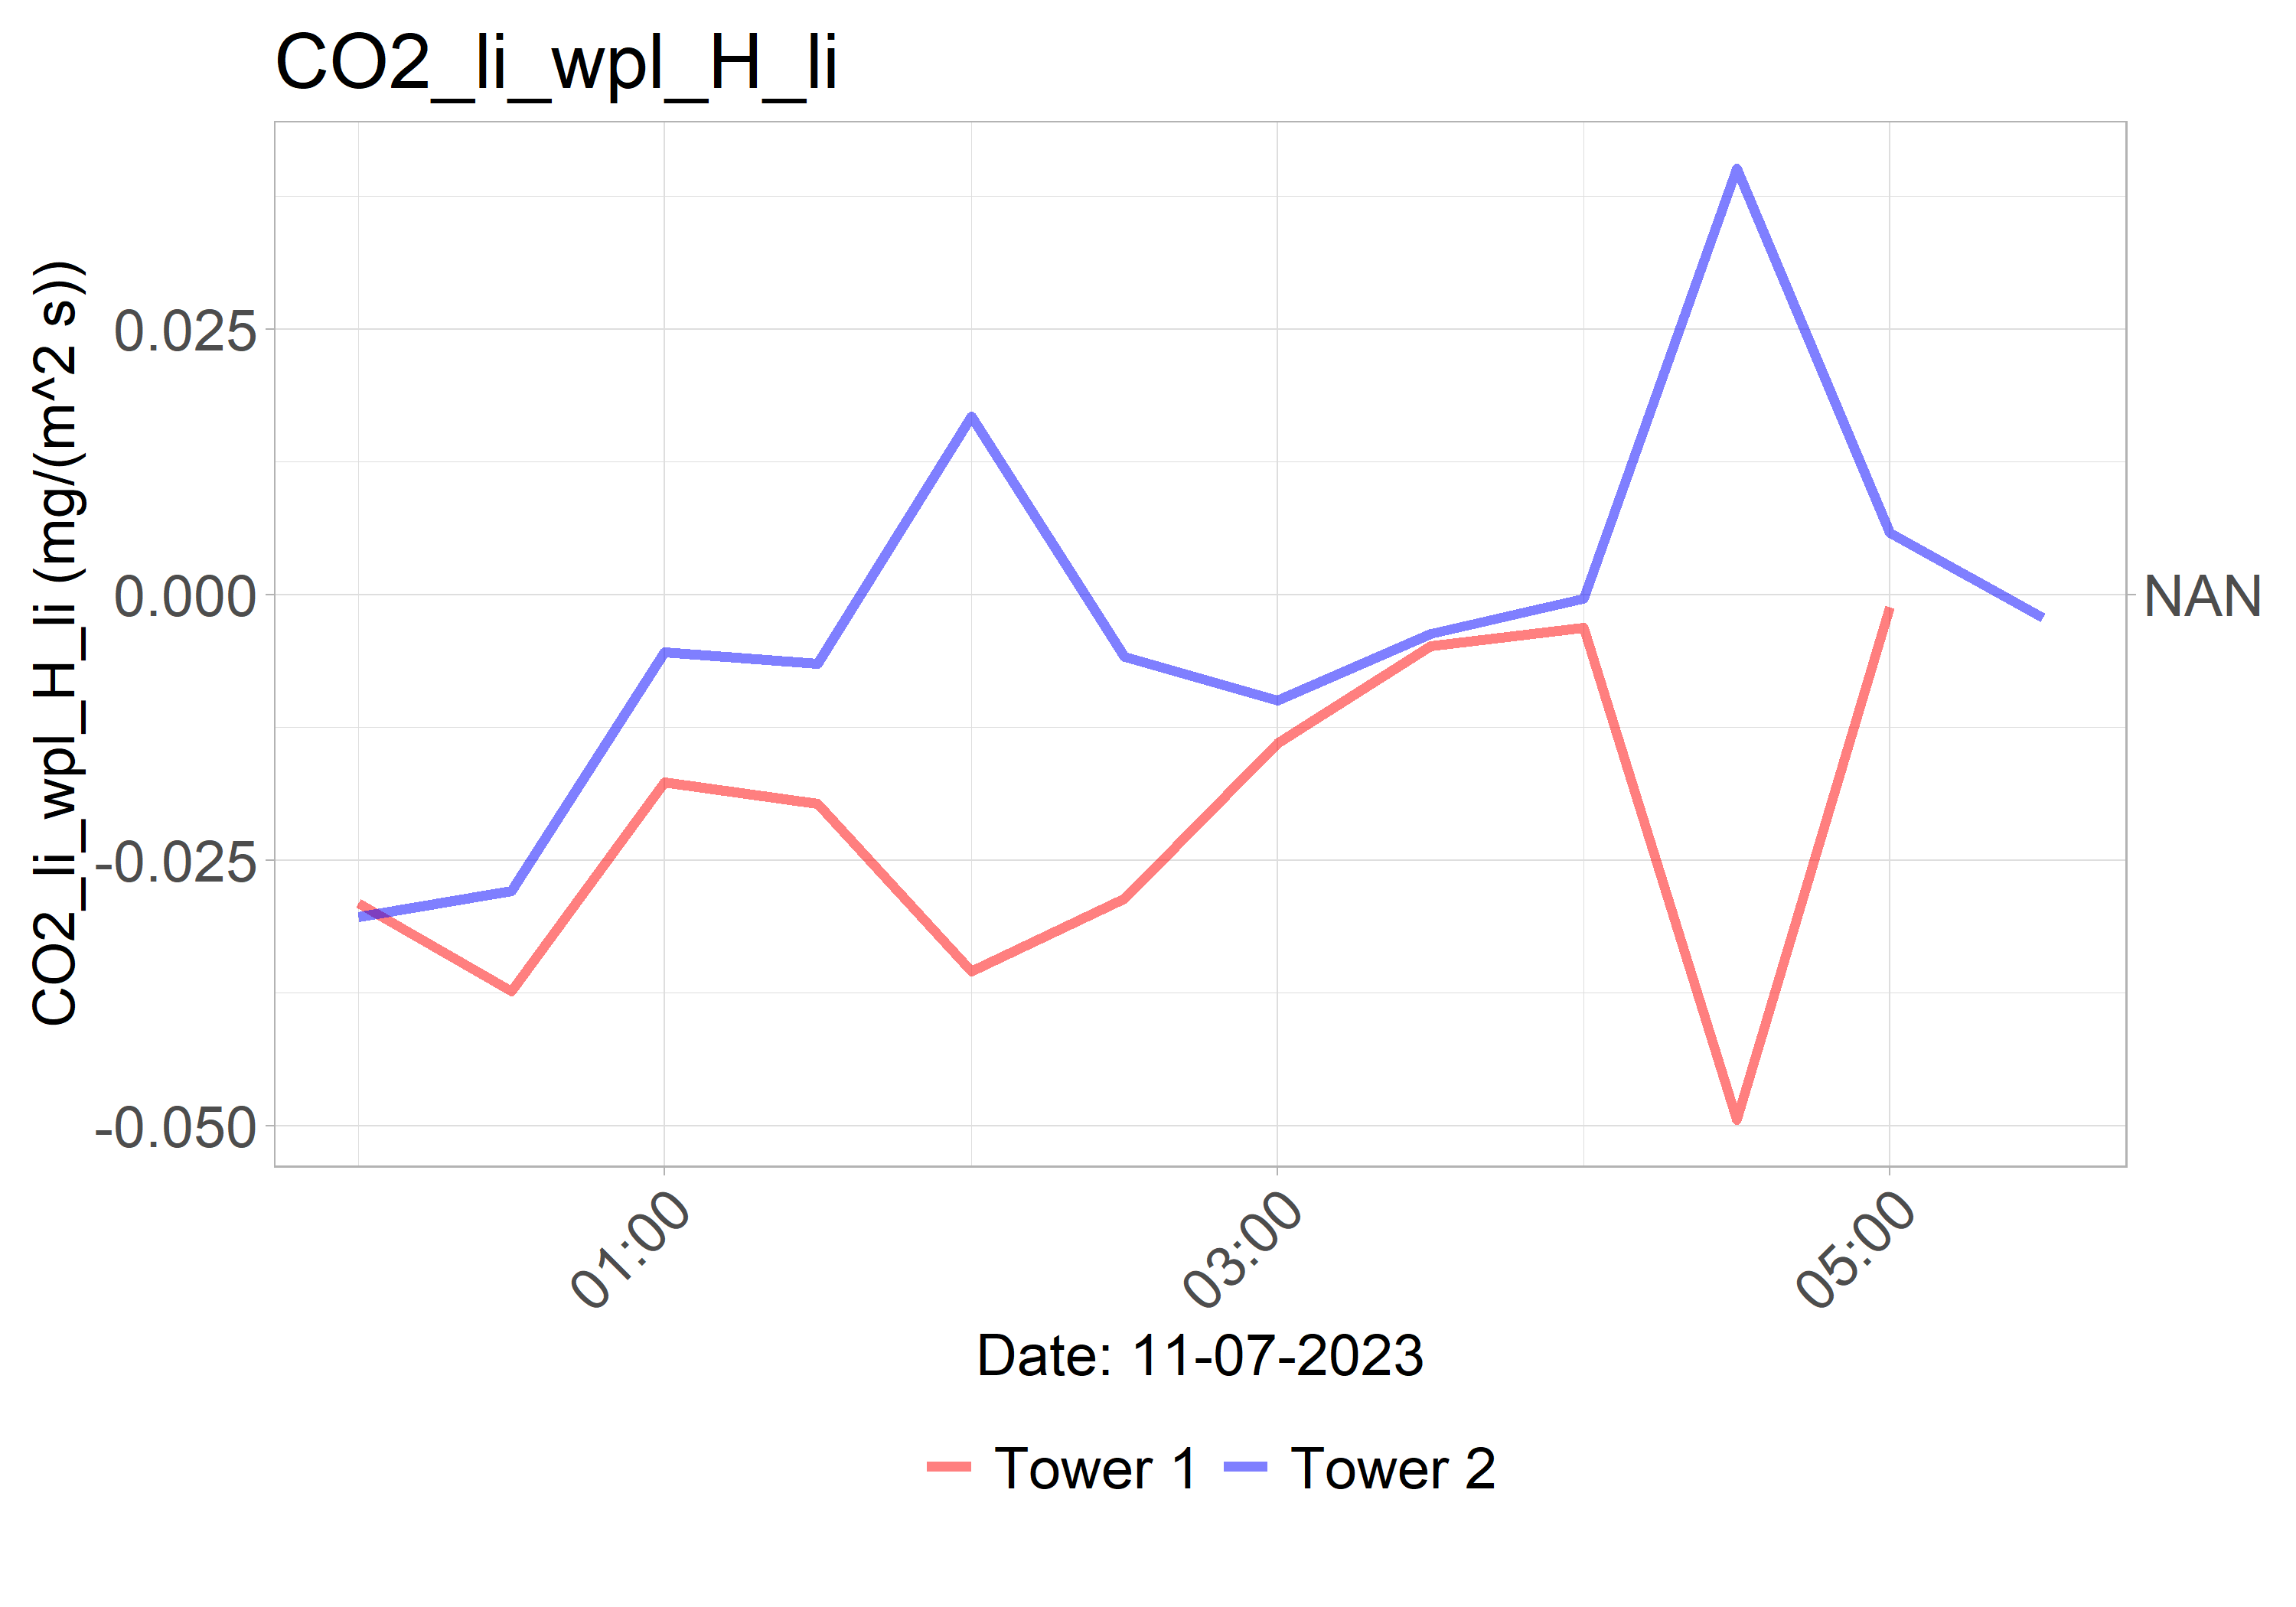 CO2_li_wpl_H_li
CO2_li_wpl_H_li (mg/(m^2 s))
0.025
0.000
-0.025
-0.050
NAN
01:00
03:00
05:00
Date: 11-07-2023
Tower 1
Tower 2